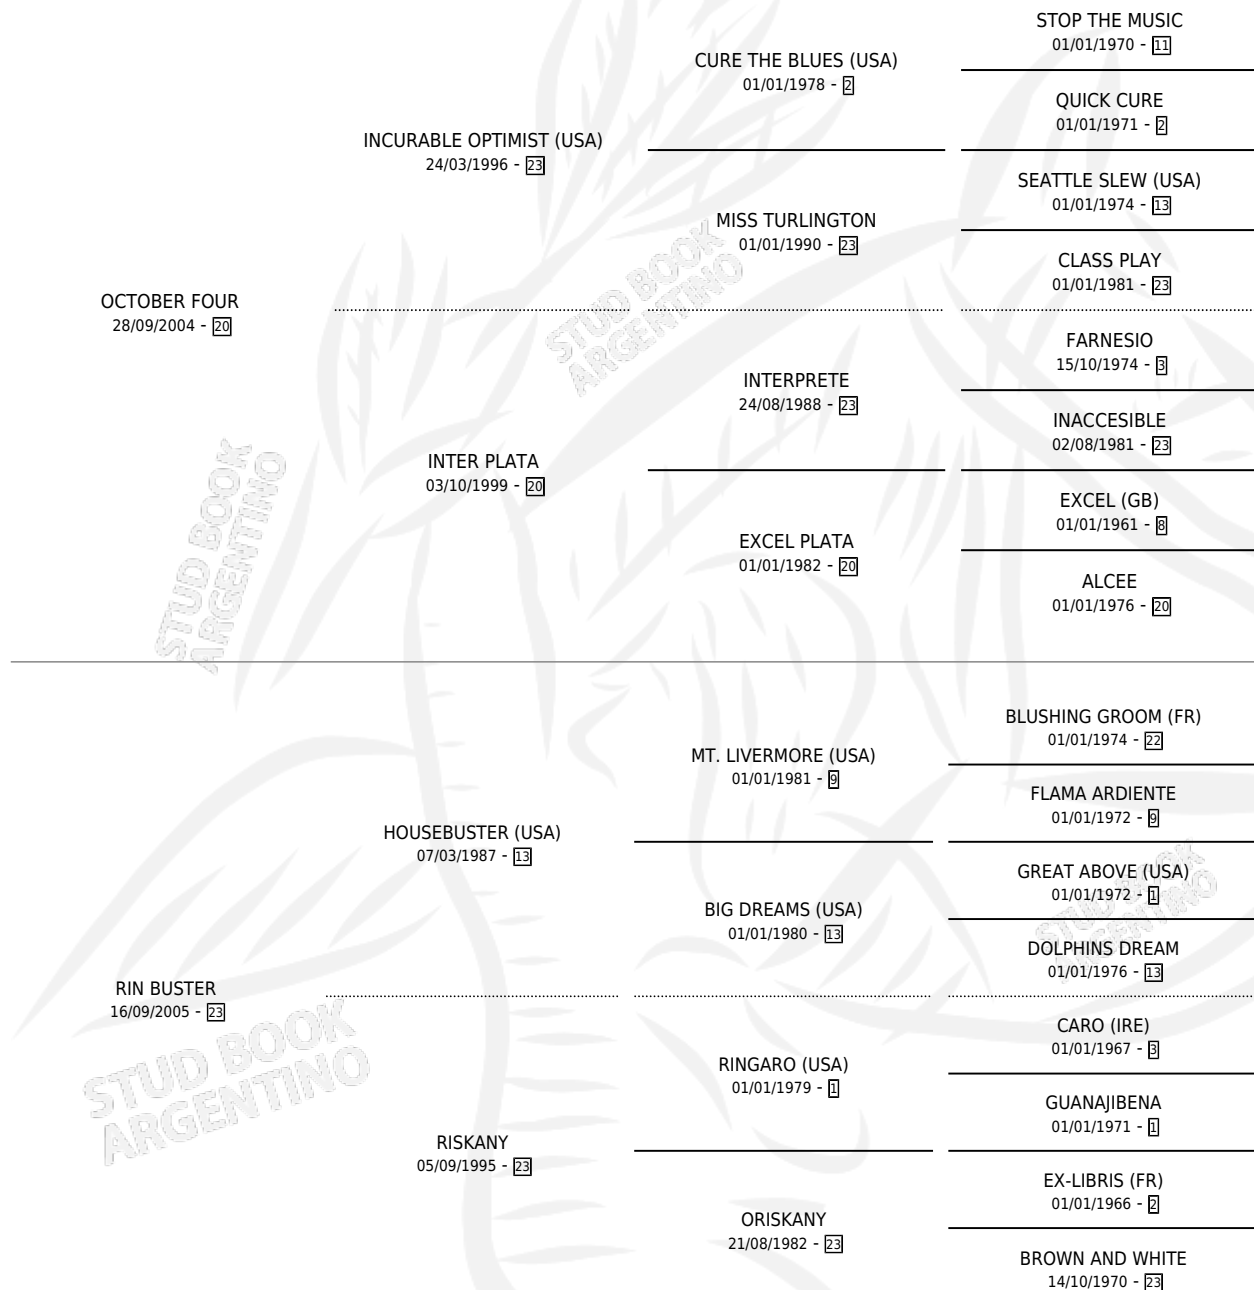 STOP THE MUSIC
01/01/1970 - 11
CURE THE BLUES (USA)
01/01/1978 - 2
QUICK CURE
01/01/1971 - 2
INCURABLE OPTIMIST (USA)
24/03/1996 - 23
SEATTLE SLEW (USA)
01/01/1974 - 13
MISS TURLINGTON
01/01/1990 - 23
CLASS PLAY
01/01/1981 - 23
OCTOBER FOUR
28/09/2004 - 20
STUD BOOK
ARGENTINO
FARNESIO
15/10/1974 - 3
INTERPRETE
24/08/1988 - 23
INACCESIBLE
02/08/1981 - 23
INTER PLATA
03/10/1999 - 20
EXCEL (GB)
01/01/1961 - 8
EXCEL PLATA
01/01/1982 - 20
ALCEE
01/01/1976 - 20
STUD BOOK
ARGENTINO
BLUSHING GROOM (FR)
01/01/1974 - 22
MT. LIVERMORE (USA)
01/01/1981 - 9
FLAMA ARDIENTE
01/01/1972 - 9
HOUSEBUSTER (USA)
07/03/1987 - 13
GREAT ABOVE (USA)
01/01/1972 - 1
BIG DREAMS (USA)
01/01/1980 - 13
DOLPHINS DREAM
01/01/1976 - 13
STUD BOOK
ARGENTINO
RIN BUSTER
16/09/2005 - 23
CARO (IRE)
01/01/1967 - 3
RINGARO (USA)
01/01/1979 - 1
GUANAJIBENA
01/01/1971 - 1
STUD BOOK
ARGENTINO
RISKANY
05/09/1995 - 23
EX-LIBRIS (FR)
01/01/1966 - 2
ORISKANY
21/08/1982 - 23
BROWN AND WHITE
14/10/1970 - 23